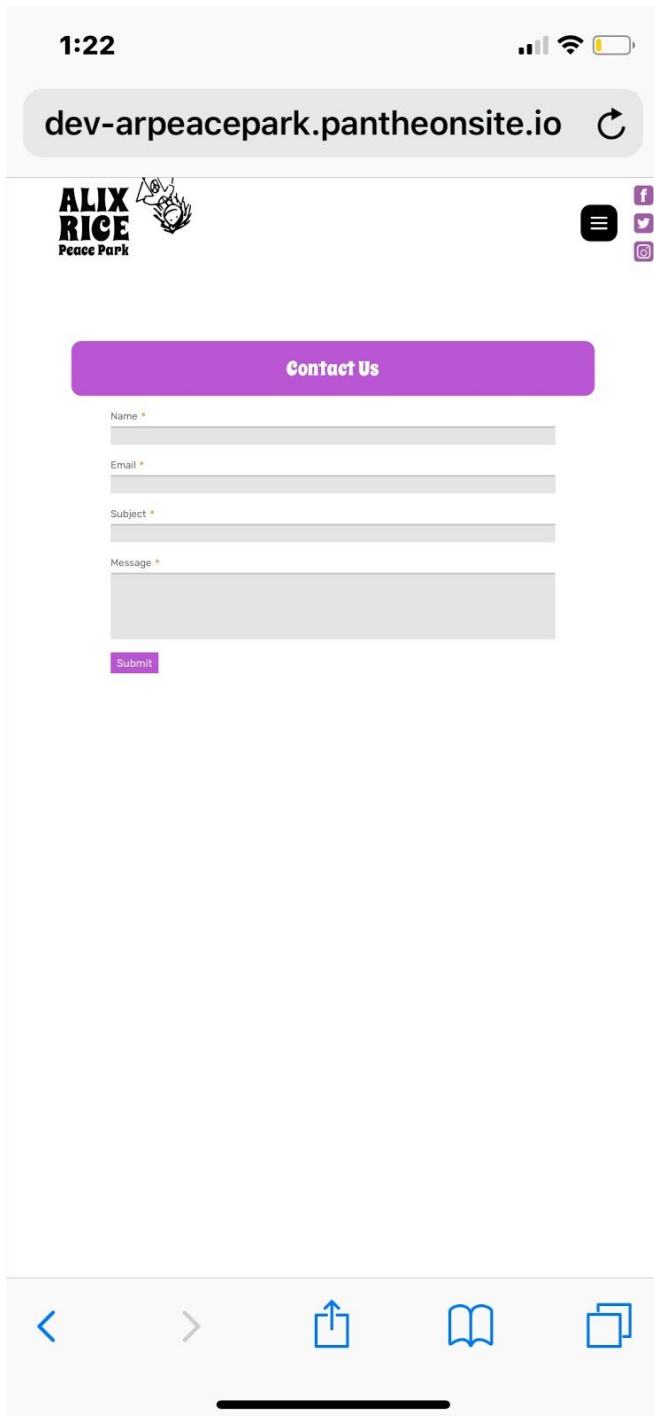 1:22
dev-arpeacepark.pantheonsite.io
ALIX
RICE
Peace Park
Contact Us
Name *
Email *
Subject *
Message *
Submit